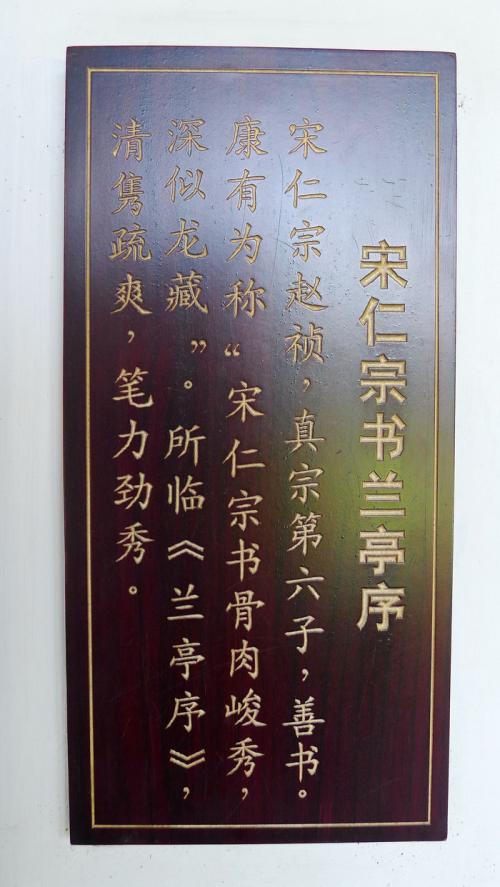 宋仁宗书兰亭序
宋仁宗赵祯，真宗第六子，善书。
康有为称“宋仁宗书骨肉峻秀，
深似龙藏”。所临《兰亭序》，
清隽疏爽，笔力劲秀。